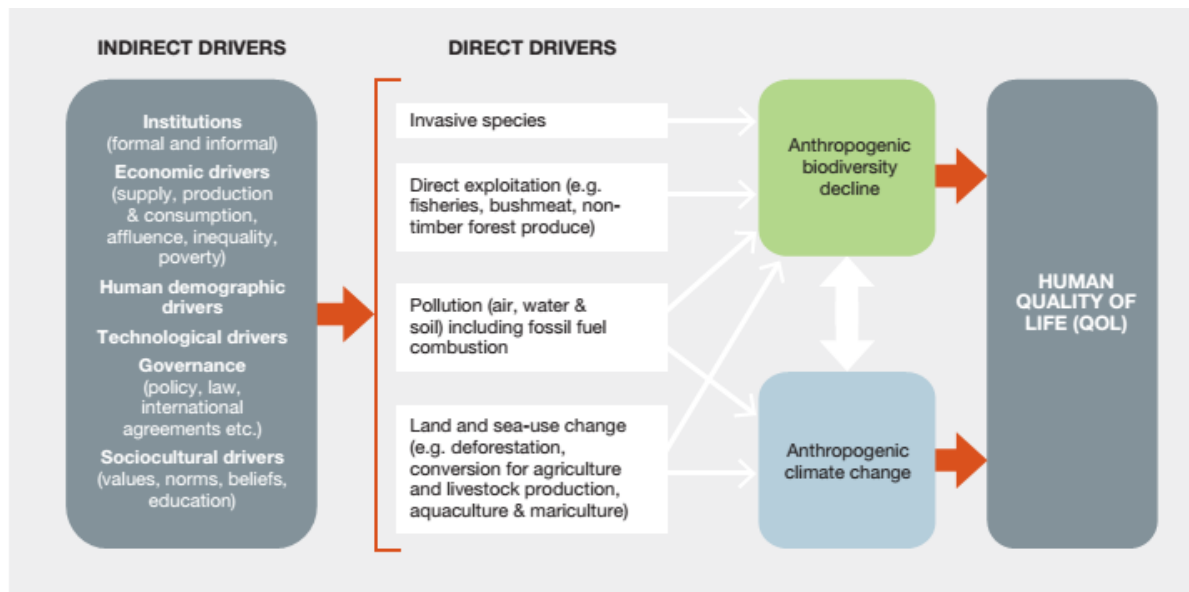 INDIRECT DRIVERS
Institutions
(formal and informal)
Economic drivers
(supply, production
& consumption,
affluence, inequality,
poverty)
Human demographic
drivers
Technological drivers
Governance
(policy, law,
international
agreements etc.)
Sociocultural drivers
(values, norms, beliefs,
education)
DIRECT DRIVERS
Invasive species
Direct exploitation (e.g.
fisheries, bushmeat, non-
timber forest produce)
Pollution (air, water &
soil) including fossil fuel
combustion
Land and sea-use change
(e.g. deforestation,
conversion for agriculture
and livestock production,
aquaculture & mariculture)
Anthropogenic
biodiversity
decline
Anthropogenic
climate change
HUMAN
QUALITY OF
LIFE (QOL)